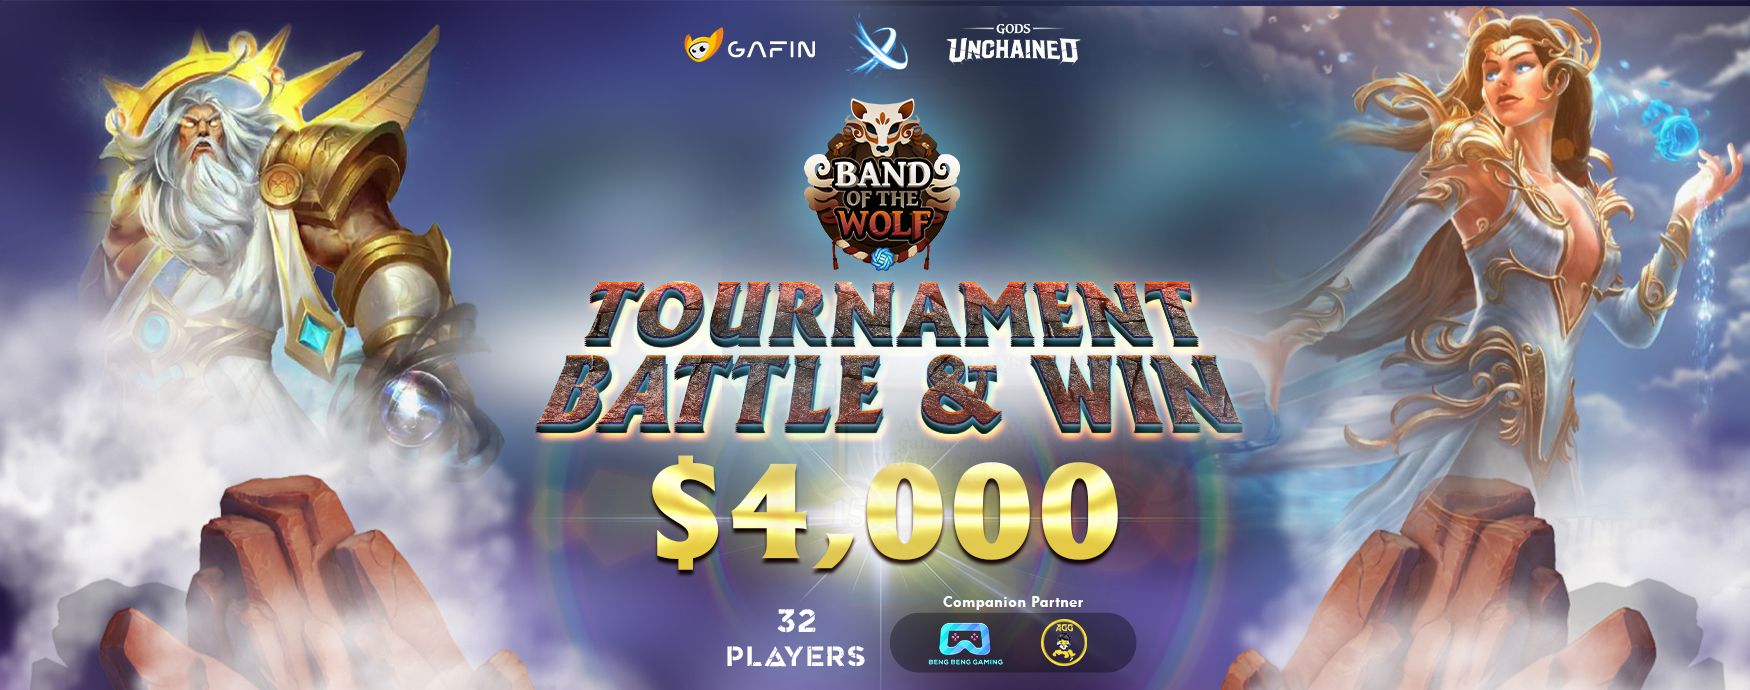 GAFIN
GODS
UNCHAINED
BAND
OF THE
WOLF
TOURNAMENT
BATTLE & WIN
$4,000
32
PLAYERS
Companion Partner
BENG BENG GAMING
AGG